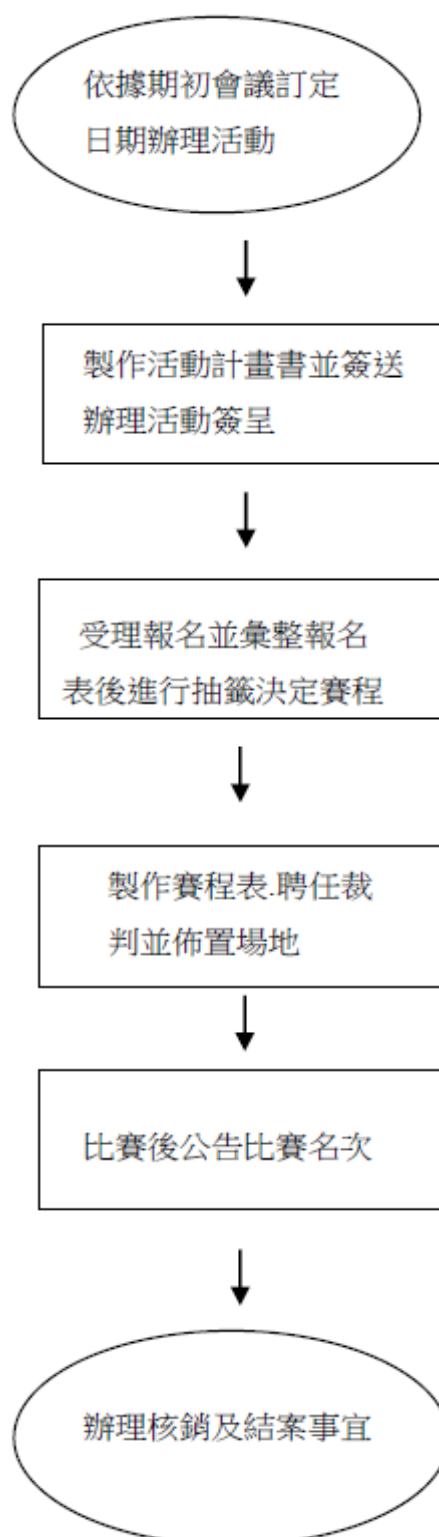 依據期初會議訂定
日期辦理活動
製作活動計畫書並簽送
辦理活動簽呈
受理報名並彙整報名
表後進行抽籤決定賽程
製作賽程表.聘任裁
判並佈置場地
比賽後公告比賽名次
辦理核銷及結案事宜